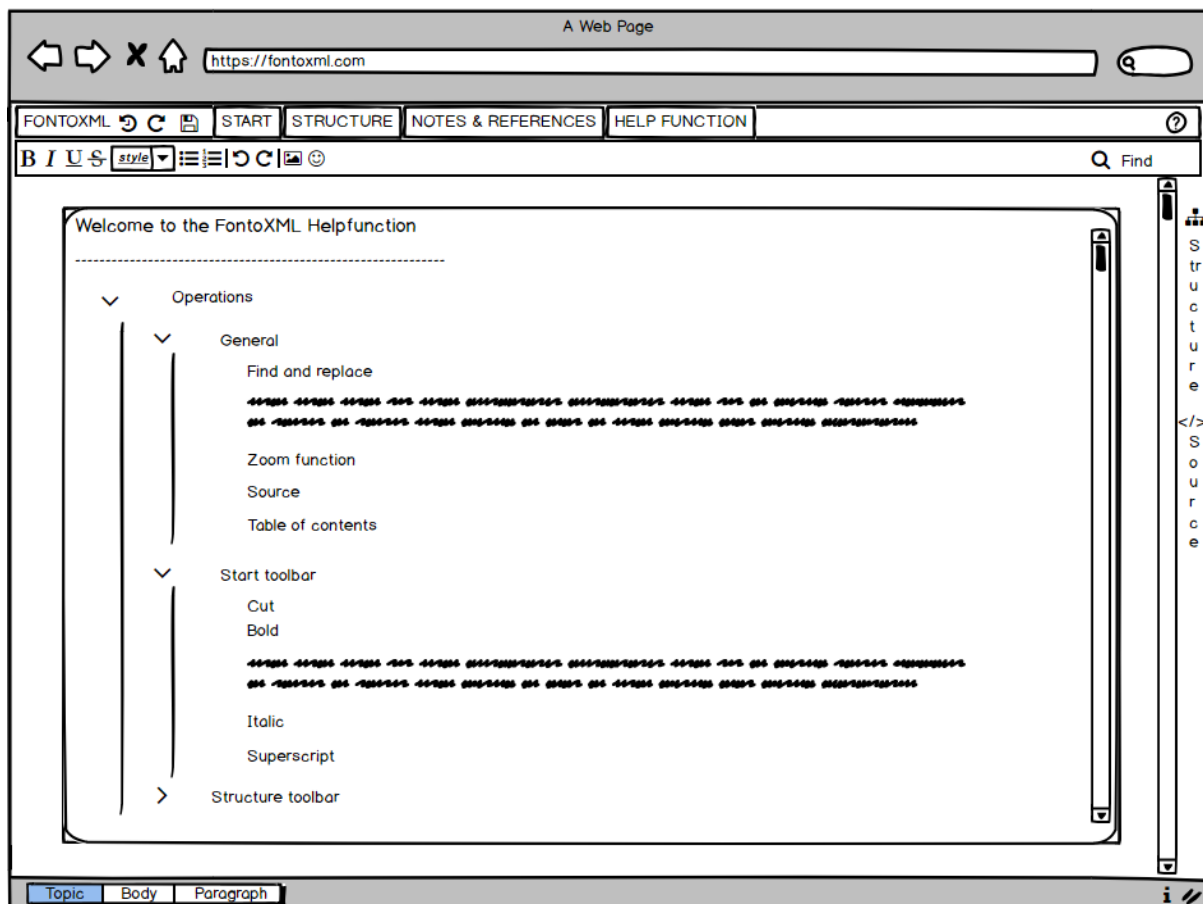 A Web Page
https://fontoxml.com
FONTOXML START STRUCTURE NOTES & REFERENCES HELP FUNCTION
B I U S style Find
Welcome to the FontoXML Helpfunction
-------------------------------------------------------------
Operations
General
Find and replace
Zoom function
Source
Table of contents
Start toolbar
Cut
Bold
Italic
Superscript
Structure toolbar
Structure
</>
Source
Topic Body Paragraph